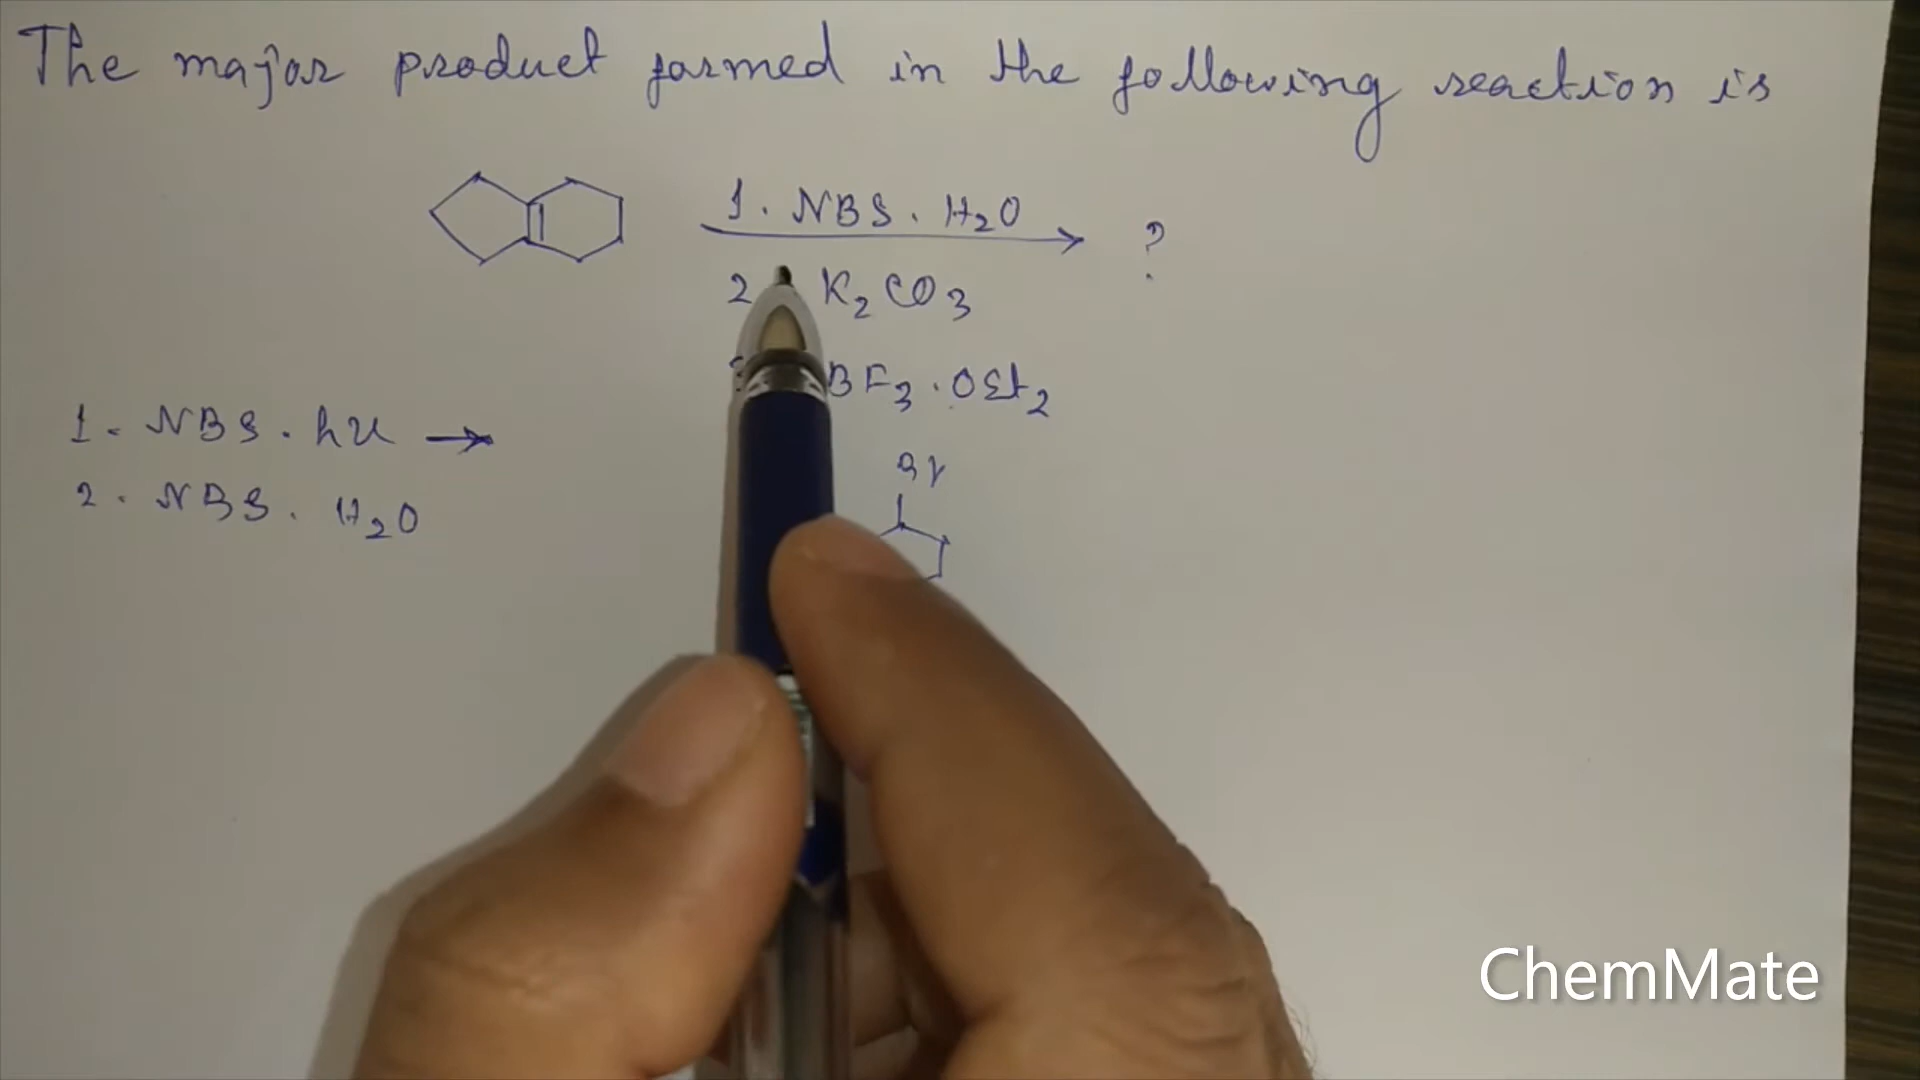 The major product formed in the following reaction is
1. NBS. H2O
?
2 K2CO3
BF3.OEt2
1. NBS. hν →
2. NBS. H2O
Br
ChemMate